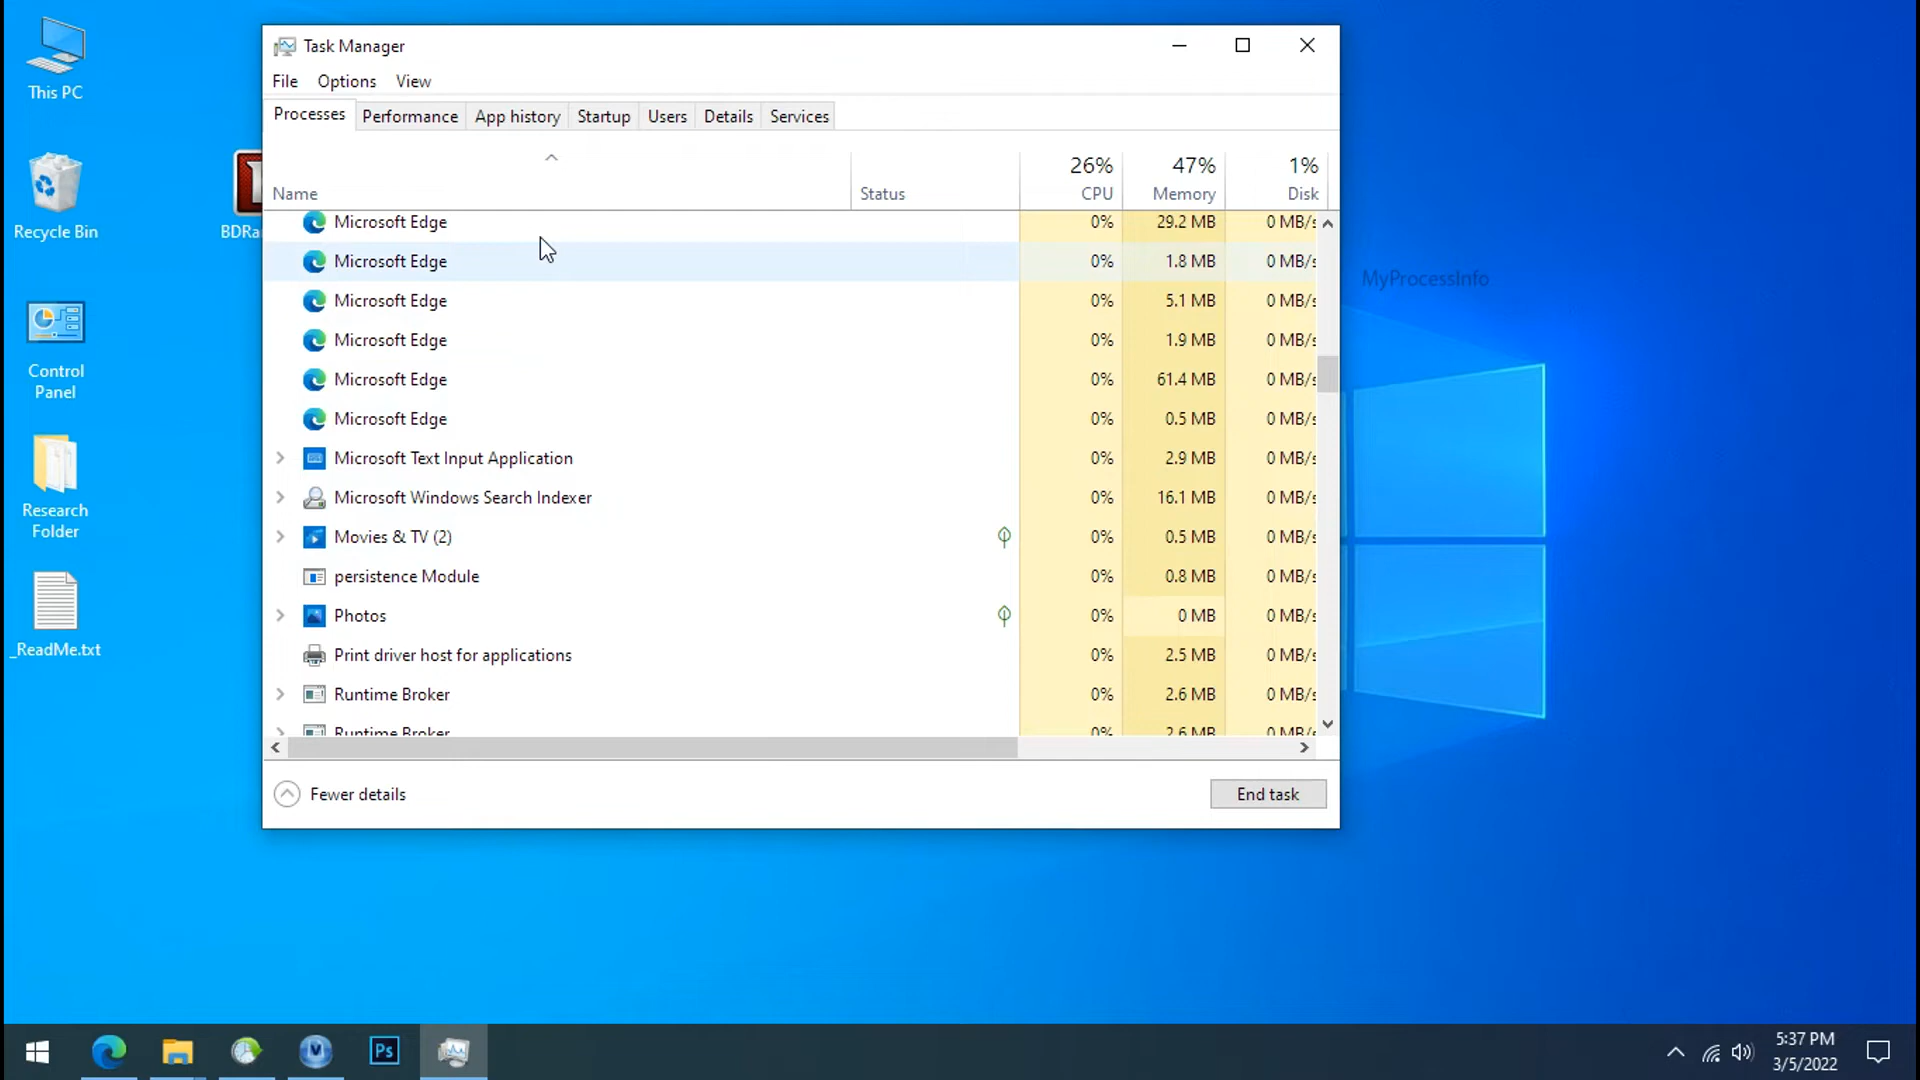 This PC
Recycle Bin
Control
Panel
Research
Folder
_ReadMe.txt
Task Manager
File Options View
Processes Performance App history Startup Users Details Services
26% 47% 1%
Name Status CPU Memory Disk
Microsoft Edge 0% 29.2 MB 0 MB/s
Microsoft Edge 0% 1.8 MB 0 MB/s
Microsoft Edge 0% 5.1 MB 0 MB/s
Microsoft Edge 0% 1.9 MB 0 MB/s
Microsoft Edge 0% 61.4 MB 0 MB/s
Microsoft Edge 0% 0.5 MB 0 MB/s
Microsoft Text Input Application 0% 2.9 MB 0 MB/s
Microsoft Windows Search Indexer 0% 16.1 MB 0 MB/s
Movies & TV (2) 0% 0.5 MB 0 MB/s
persistence Module 0% 0.8 MB 0 MB/s
Photos 0% 0 MB 0 MB/s
Print driver host for applications 0% 2.5 MB 0 MB/s
Runtime Broker 0% 2.6 MB 0 MB/s
Runtime Broker 0% 2.6 MB 0 MB/s
Fewer details End task
MyProcessInfo
Ps
5:37 PM
3/5/2022